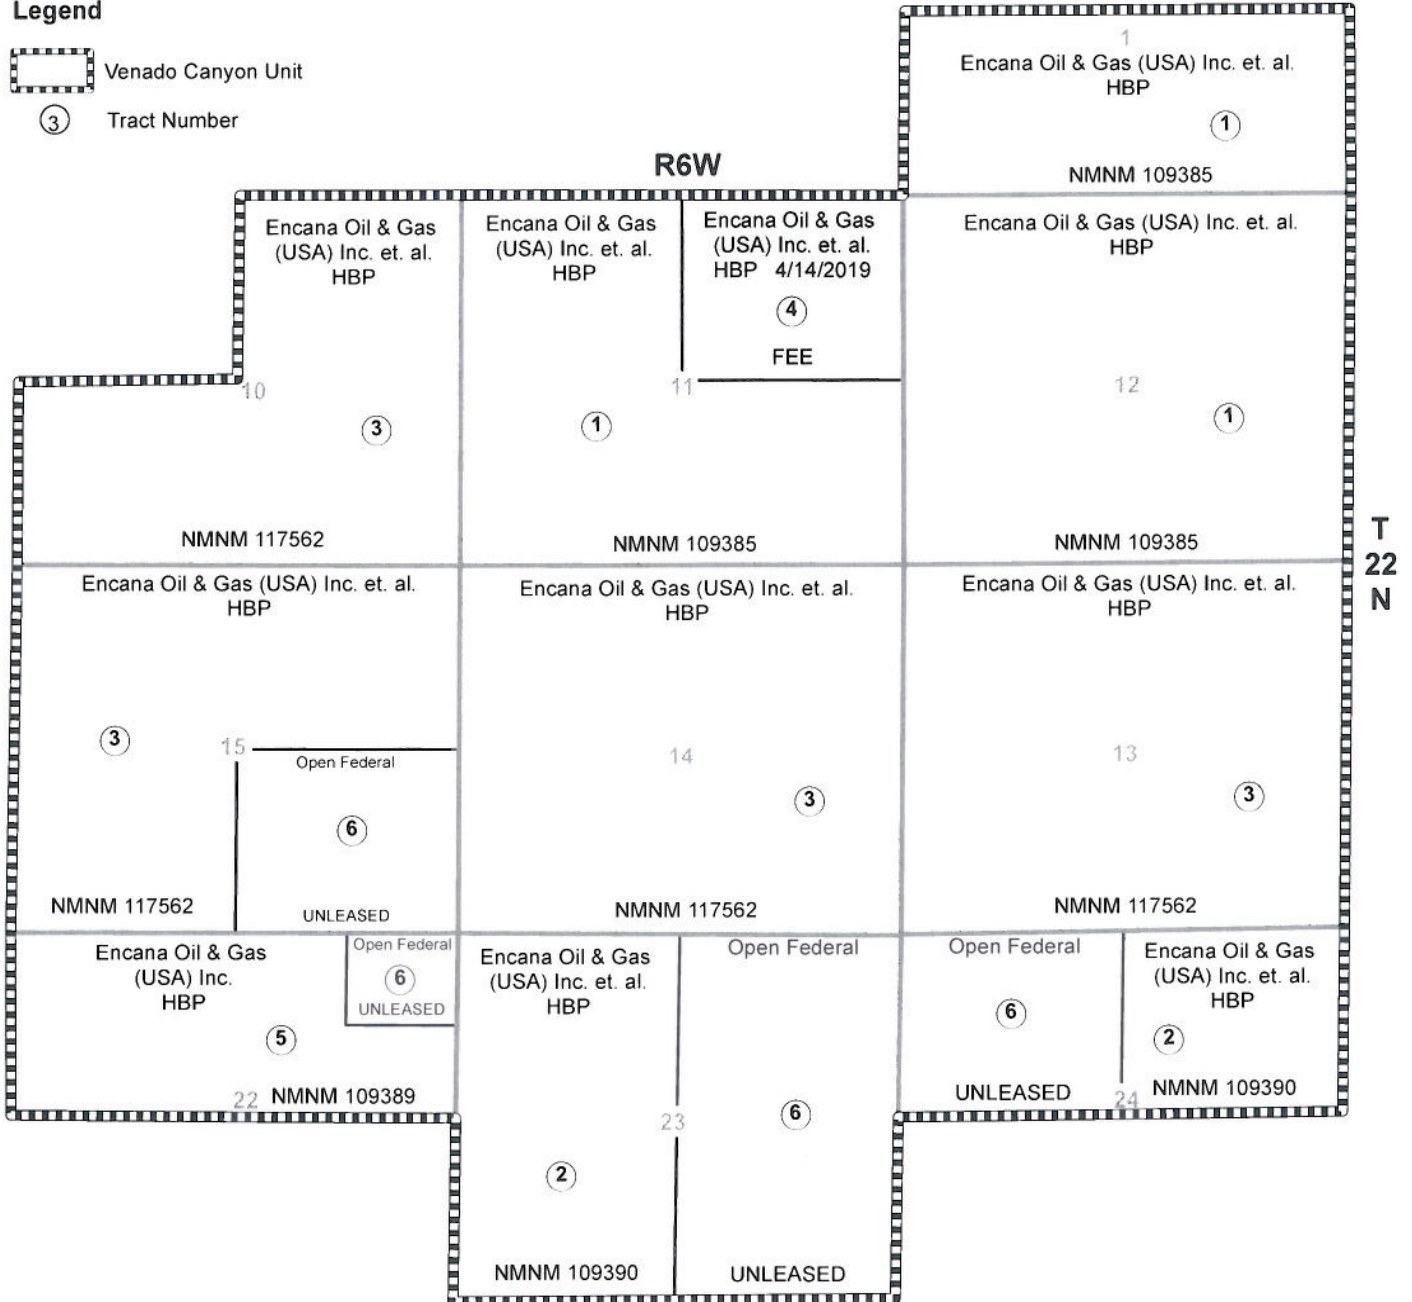 Legend
Venado Canyon Unit
3
Tract Number
R6W
1
Encana Oil & Gas (USA) Inc. et. al.
HBP
1
NMNM 109385
Encana Oil & Gas
(USA) Inc. et. al.
HBP
10
3
NMNM 117562
Encana Oil & Gas
(USA) Inc. et. al.
HBP
11
1
NMNM 109385
Encana Oil & Gas
(USA) Inc. et. al.
HBP 4/14/2019
4
FEE
Encana Oil & Gas (USA) Inc. et. al.
HBP
12
1
NMNM 109385
T
22
N
Encana Oil & Gas (USA) Inc. et. al.
HBP
3
15
NMNM 117562
Open Federal
6
UNLEASED
Encana Oil & Gas (USA) Inc. et. al.
HBP
14
3
NMNM 117562
Encana Oil & Gas (USA) Inc. et. al.
HBP
13
3
NMNM 117562
Encana Oil & Gas
(USA) Inc.
HBP
5
22
NMNM 109389
Open Federal
6
UNLEASED
Encana Oil & Gas
(USA) Inc. et. al.
HBP
23
2
NMNM 109390
Open Federal
6
UNLEASED
Open Federal
6
UNLEASED
Encana Oil & Gas
(USA) Inc. et. al.
HBP
2
24
NMNM 109390